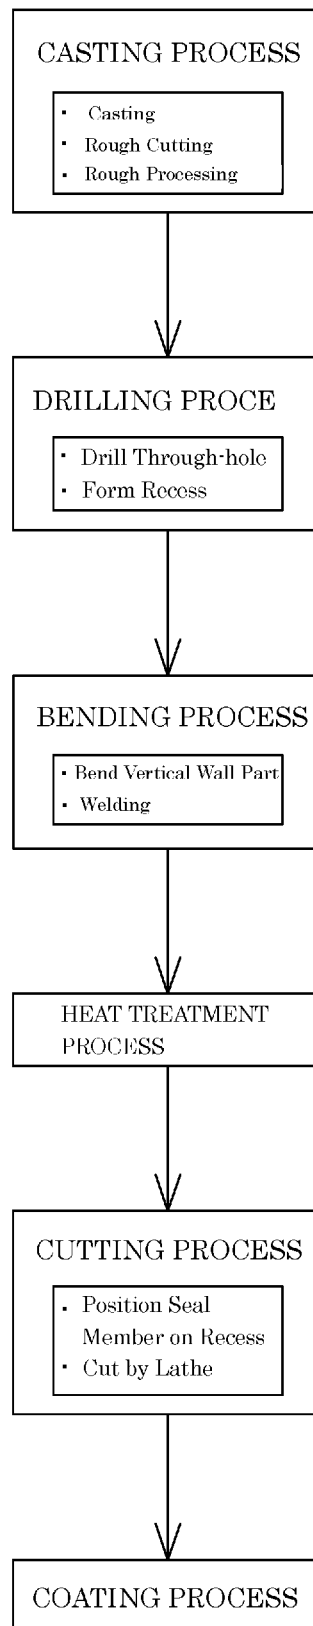 CASTING PROCESS
· Casting
· Rough Cutting
· Rough Processing
DRILLING PROCE
· Drill Through-hole
· Form Recess
BENDING PROCESS
· Bend Vertical Wall Part
· Welding
HEAT TREATMENT
PROCESS
CUTTING PROCESS
· Position Seal
Member on Recess
· Cut by Lathe
COATING PROCESS